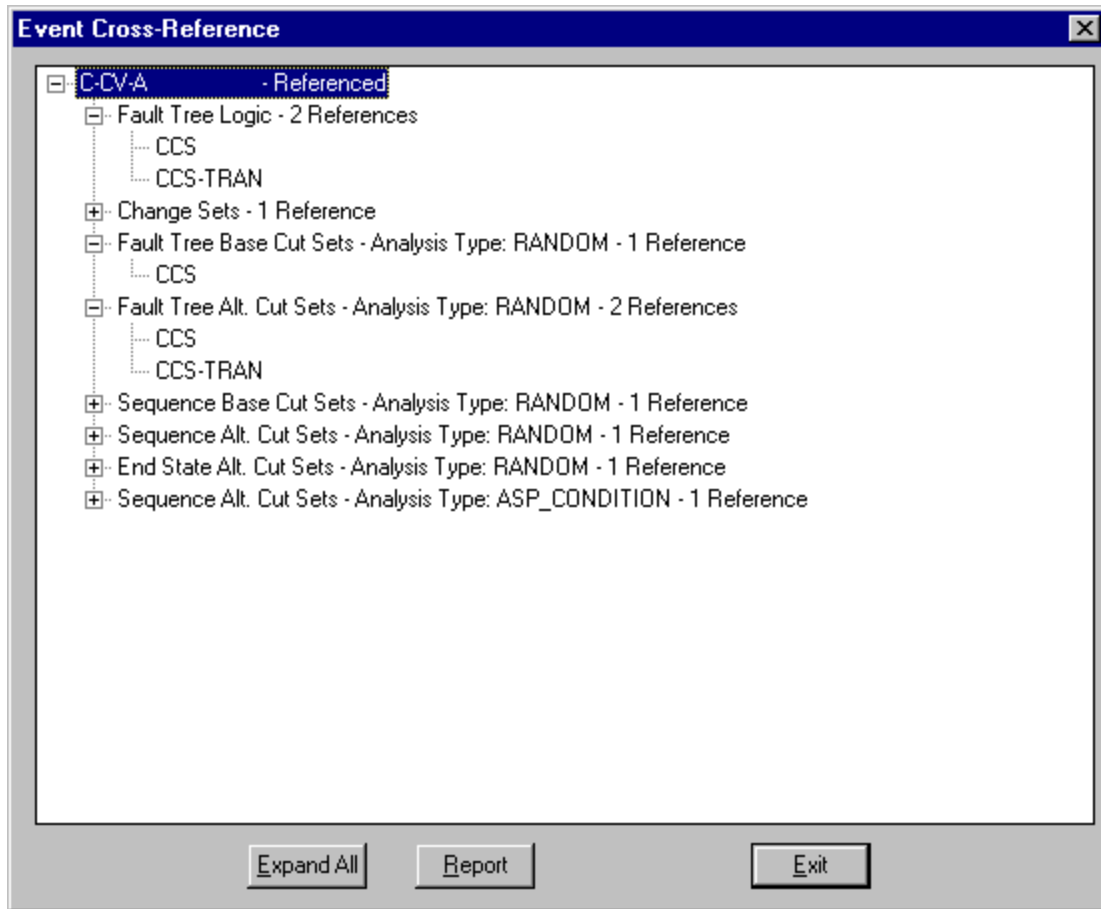 Event Cross-Reference
C-CV-A - Referenced
Fault Tree Logic - 2 References
CCS
CCS-TRAN
Change Sets - 1 Reference
Fault Tree Base Cut Sets - Analysis Type: RANDOM - 1 Reference
CCS
Fault Tree Alt. Cut Sets - Analysis Type: RANDOM - 2 References
CCS
CCS-TRAN
Sequence Base Cut Sets - Analysis Type: RANDOM - 1 Reference
Sequence Alt. Cut Sets - Analysis Type: RANDOM - 1 Reference
End State Alt. Cut Sets - Analysis Type: RANDOM - 1 Reference
Sequence Alt. Cut Sets - Analysis Type: ASP_CONDITION - 1 Reference
Expand All Report Exit